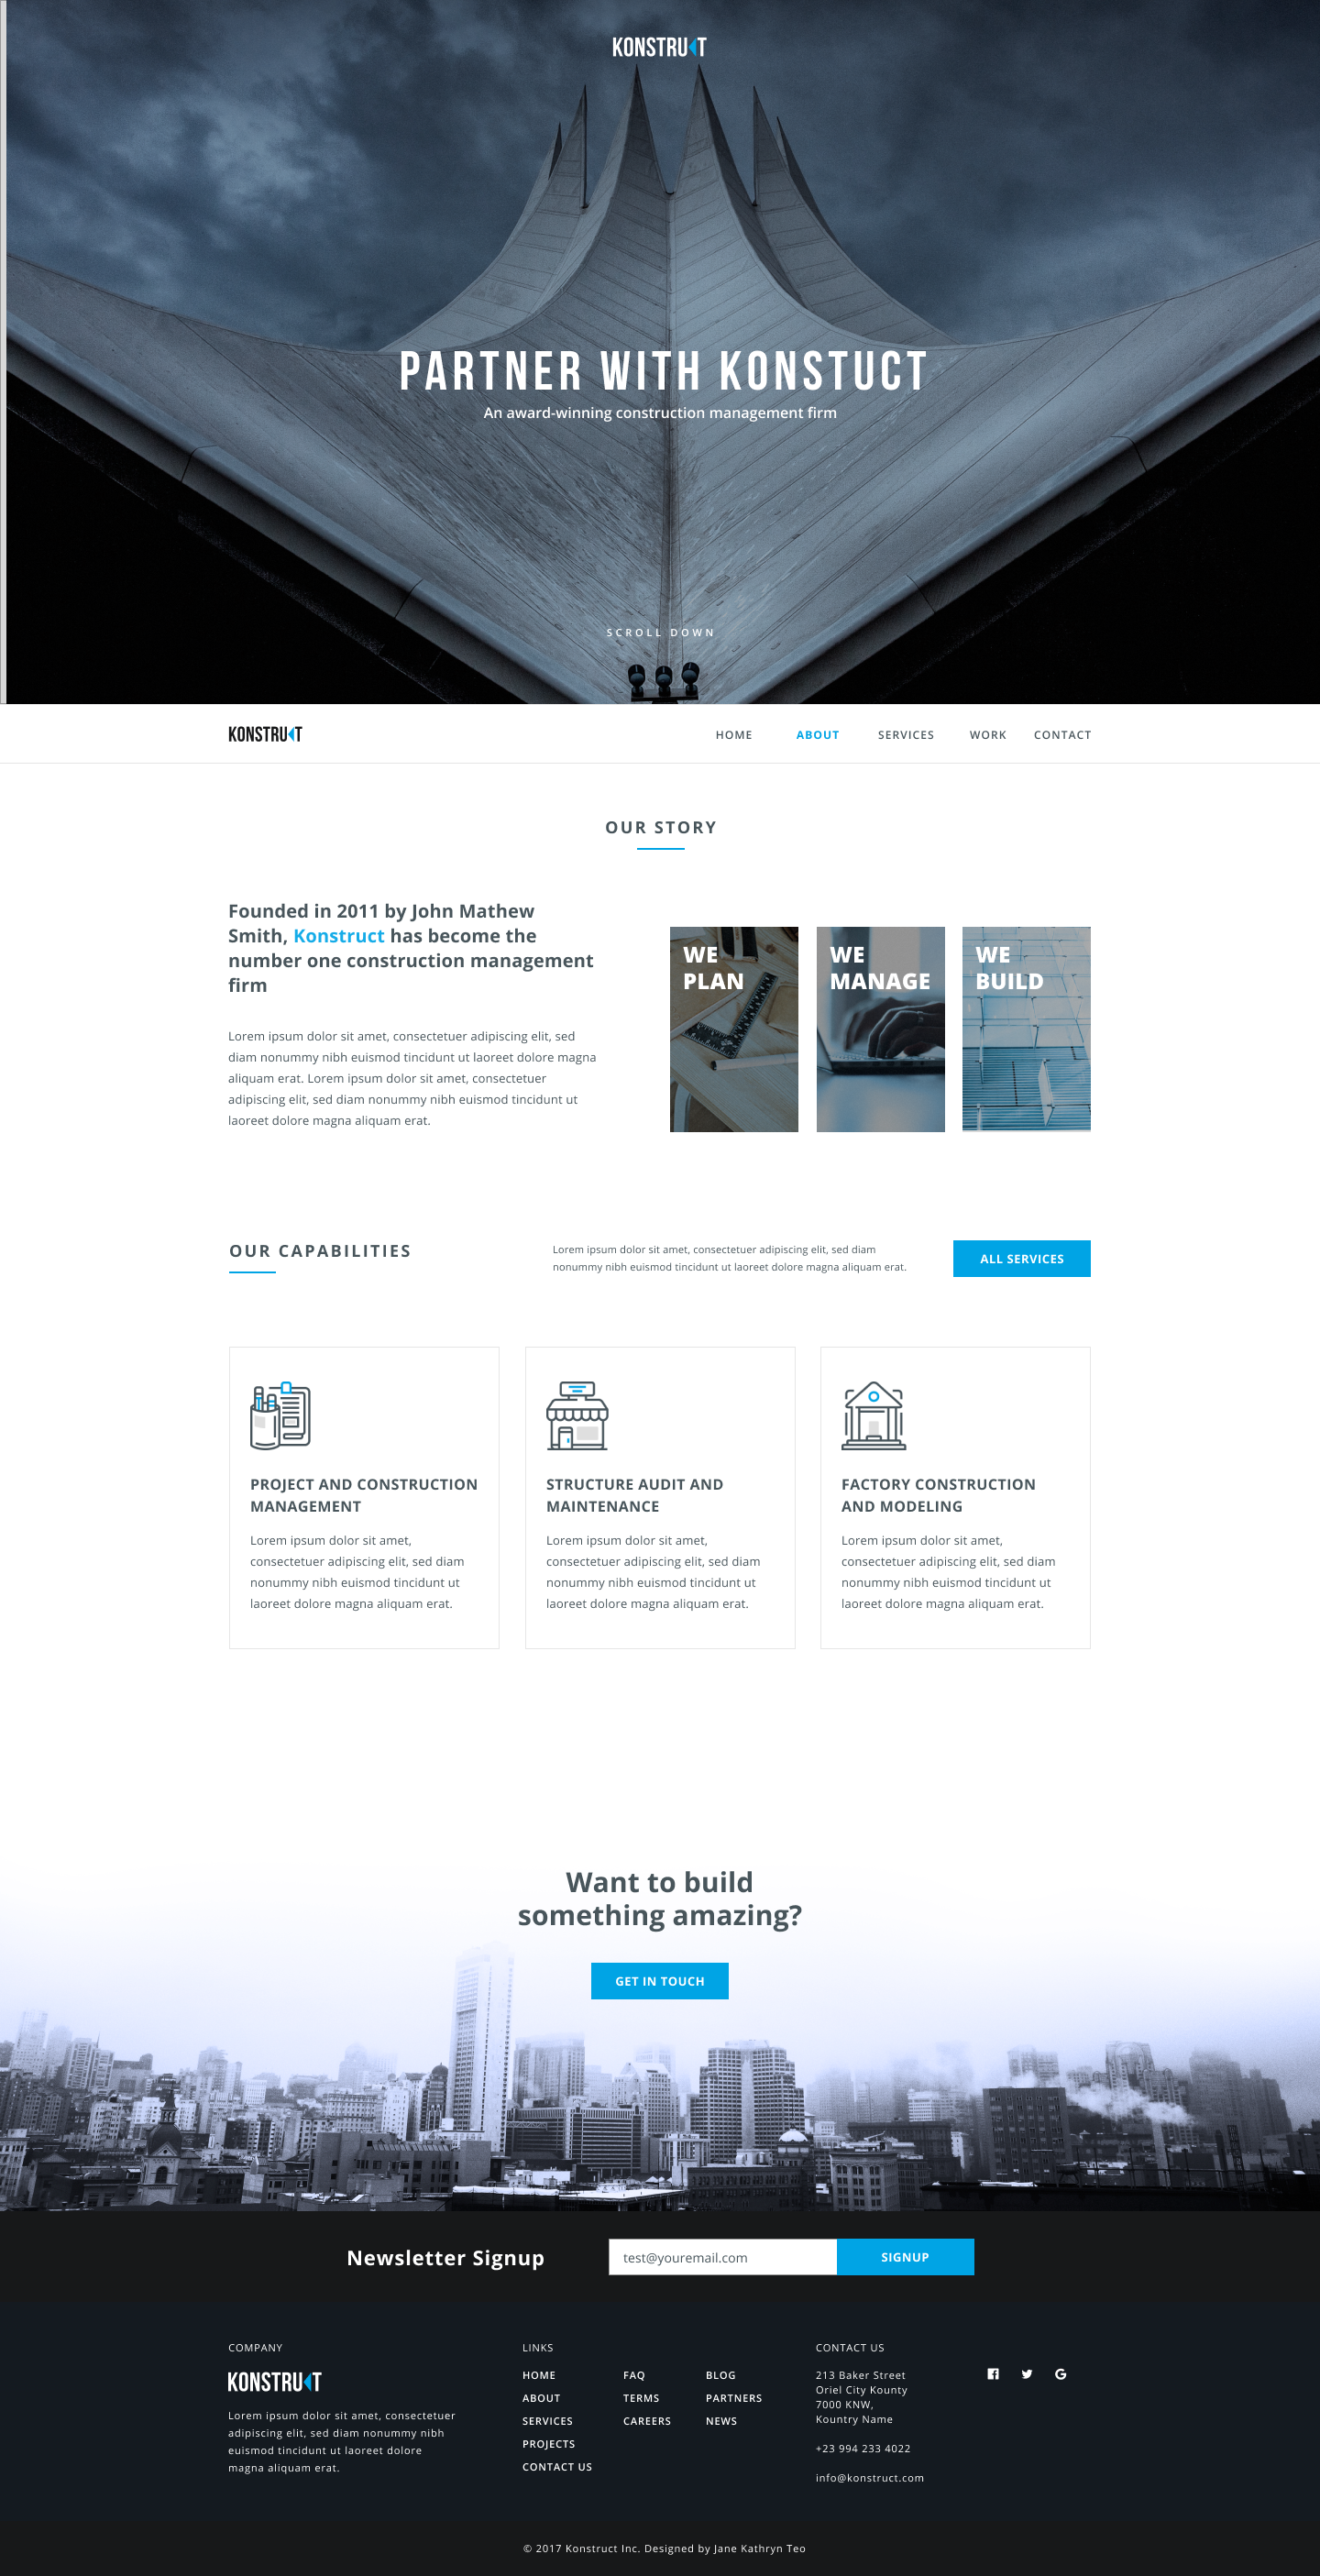 KONSTRUCT
PARTNER WITH KONSTUCT
An award-winning construction management firm
SCROLL DOWN
KONSTRUCT
HOME ABOUT SERVICES WORK CONTACT
OUR STORY
Founded in 2011 by John Mathew
Smith, Konstruct has become the
number one construction management
firm
Lorem ipsum dolor sit amet, consectetuer adipiscing elit, sed
diam nonummy nibh euismod tincidunt ut laoreet dolore magna
aliquam erat. Lorem ipsum dolor sit amet, consectetuer
adipiscing elit, sed diam nonummy nibh euismod tincidunt ut
laoreet dolore magna aliquam erat.
WE
PLAN
WE
MANAGE
WE
BUILD
OUR CAPABILITIES
Lorem ipsum dolor sit amet, consectetuer adipiscing elit, sed diam
nonummy nibh euismod tincidunt ut laoreet dolore magna aliquam erat.
ALL SERVICES
PROJECT AND CONSTRUCTION
MANAGEMENT
Lorem ipsum dolor sit amet,
consectetuer adipiscing elit, sed diam
nonummy nibh euismod tincidunt ut
laoreet dolore magna aliquam erat.
STRUCTURE AUDIT AND
MAINTENANCE
Lorem ipsum dolor sit amet,
consectetuer adipiscing elit, sed diam
nonummy nibh euismod tincidunt ut
laoreet dolore magna aliquam erat.
FACTORY CONSTRUCTION
AND MODELING
Lorem ipsum dolor sit amet,
consectetuer adipiscing elit, sed diam
nonummy nibh euismod tincidunt ut
laoreet dolore magna aliquam erat.
Want to build
something amazing?
GET IN TOUCH
Newsletter Signup
test@youremail.com
SIGNUP
COMPANY
KONSTRUCT
Lorem ipsum dolor sit amet, consectetuer
adipiscing elit, sed diam nonummy nibh
euismod tincidunt ut laoreet dolore
magna aliquam erat.
LINKS
HOME
ABOUT
SERVICES
PROJECTS
CONTACT US
FAQ
TERMS
CAREERS
BLOG
PARTNERS
NEWS
CONTACT US
213 Baker Street
Oriel City Kounty
7000 KNW,
Kountry Name
+23 994 233 4022
info@konstruct.com
© 2017 Konstruct Inc. Designed by Jane Kathryn Teo